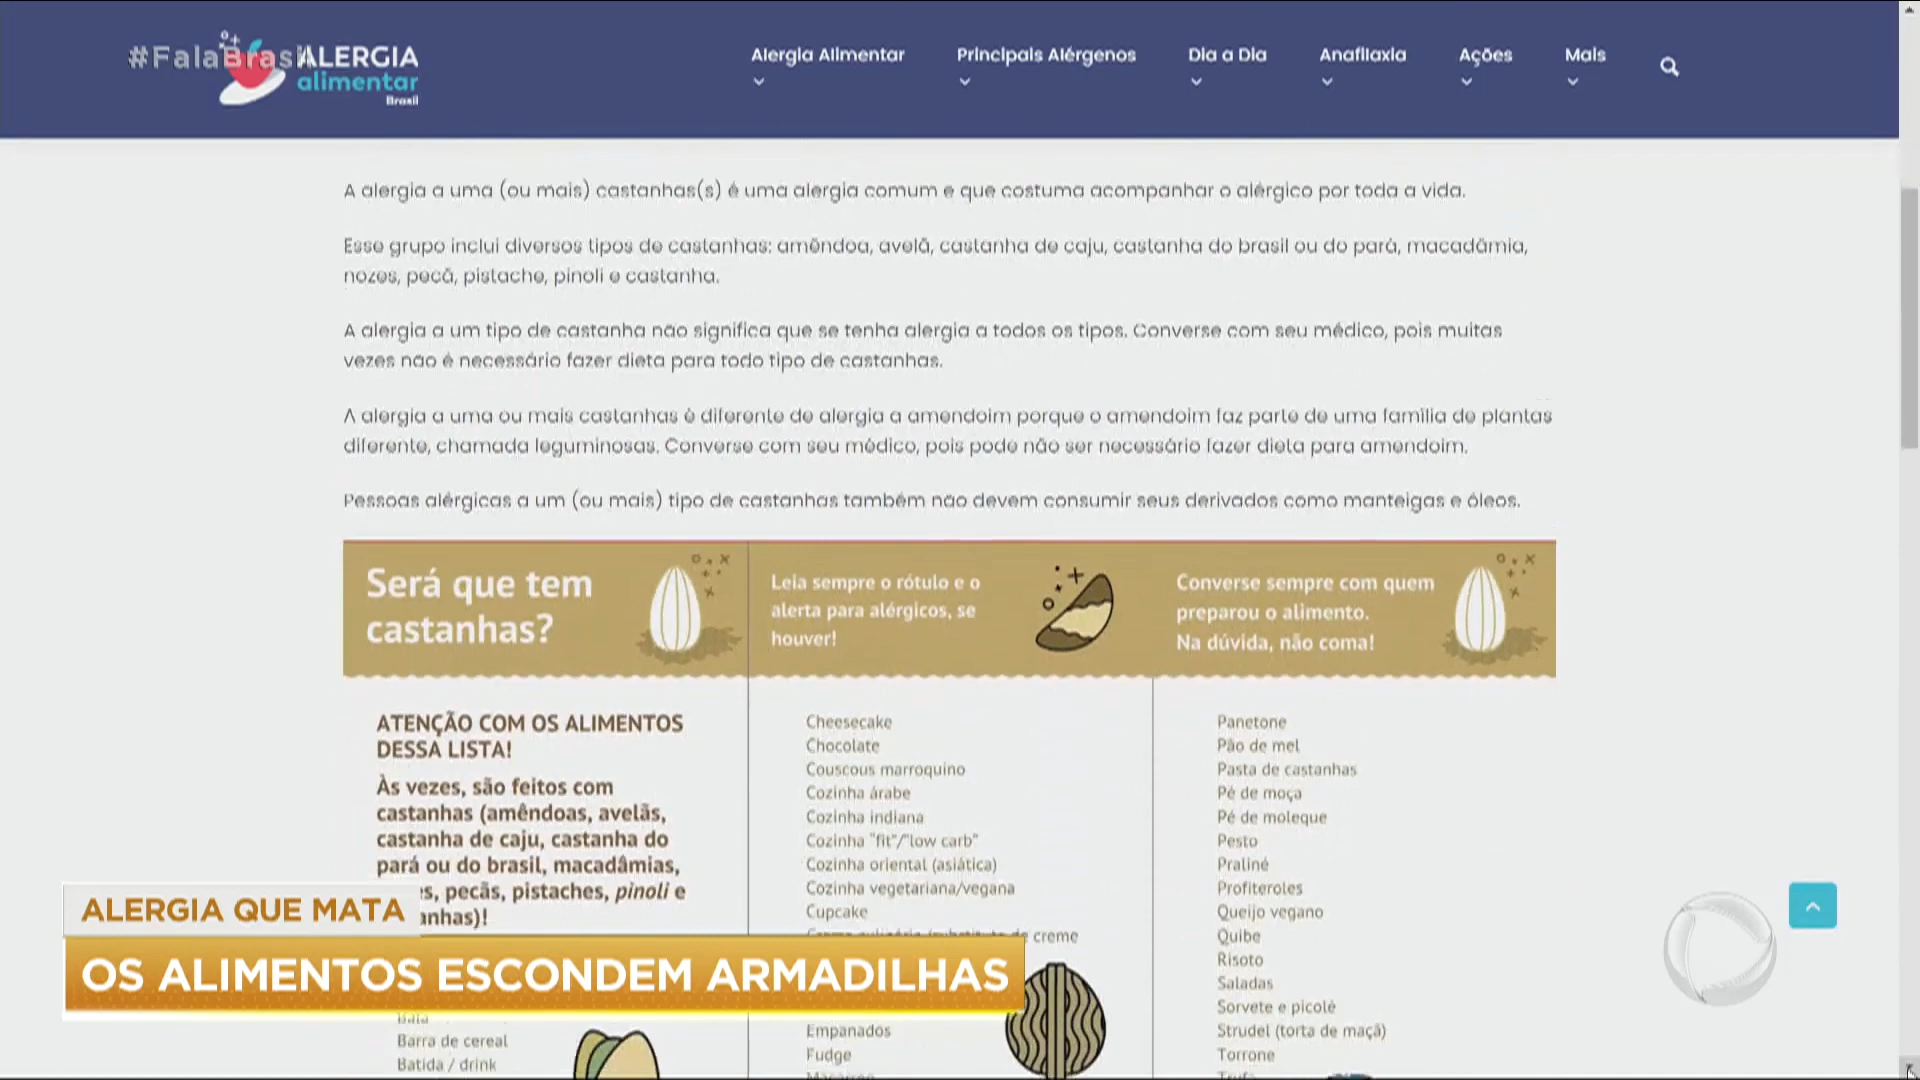 #FalaBrasil
ALERGIA
alimentar
Brasil
Alergia Alimentar
Principais Alérgenos
Dia a Dia
Anafilaxia
Ações
Mais
A alergia a uma (ou mais) castanhas(s) é uma alergia comum e que costuma acompanhar o alérgico por toda a vida.
Esse grupo inclui diversos tipos de castanhas: amêndoa, avelã, castanha de caju, castanha do brasil ou do pará, macadâmia,
nozes, pecã, pistache, pinoli e castanha.
A alergia a um tipo de castanha não significa que se tenha alergia a todos os tipos. Converse com seu médico, pois muitas
vezes não é necessário fazer dieta para todo tipo de castanhas.
A alergia a uma ou mais castanhas é diferente de alergia a amendoim porque o amendoim faz parte de uma família de plantas
diferente, chamada leguminosas. Converse com seu médico, pois pode não ser necessário fazer dieta para amendoim.
Pessoas alérgicas a um (ou mais) tipo de castanhas também não devem consumir seus derivados como manteigas e óleos.
Será que tem
castanhas?
Leia sempre o rótulo e o
alerta para alérgicos, se
houver!
Converse sempre com quem
preparou o alimento.
Na dúvida, não coma!
ATENÇÃO COM OS ALIMENTOS
DESSA LISTA!
Às vezes, são feitos com
castanhas (amêndoas, avelãs,
castanha de caju, castanha do
pará ou do brasil, macadâmias,
pecãs, pistaches, pinoli e
Barra de cereal
Batida / drink
Cheesecake
Chocolate
Couscous marroquino
Cozinha árabe
Cozinha indiana
Cozinha "fit"/"low carb"
Cozinha oriental (asiática)
Cozinha vegetariana/vegana
Cupcake
creme
Empanados
Fudge
Panetone
Pão de mel
Pasta de castanhas
Pé de moça
Pé de moleque
Pesto
Praliné
Profiteroles
Queijo vegano
Quibe
Risoto
Saladas
Sorvete e picolé
Strudel (torta de maçã)
Torrone
ALERGIA QUE MATA
OS ALIMENTOS ESCONDEM ARMADILHAS